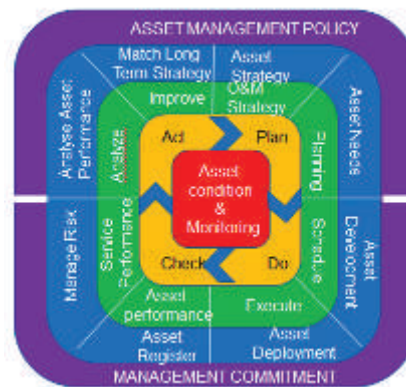 ASSET MANAGEMENT POLICY
Match Long
Term Strategy
Asset
Strategy
Improve
O&M
Strategy
Analyse Asset
Performance
Analyze
Act
Plan
Planning
Asset Needs
Asset
condition
&
Monitoring
Manage Risk
Service
Performance
Check
Do
Schedule
Asset
Development
Asset
performance
Execute
Asset
Register
Asset
Deployment
MANAGEMENT COMMITMENT